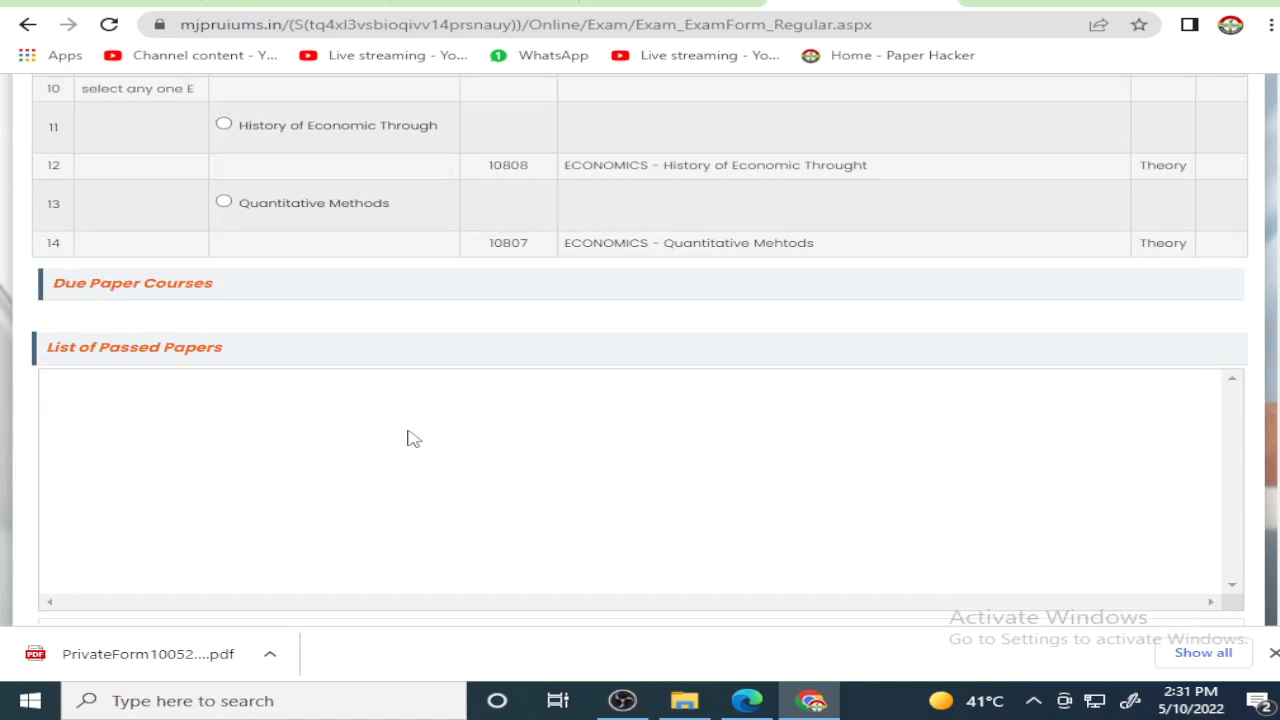 mjpruiums.in/(S(tq4xl3vsbioqivv14prsnauy))/Online/Exam/Exam_ExamForm_Regular.aspx
Apps Channel content - Y... Live streaming - Yo... WhatsApp Live streaming - Yo... Home - Paper Hacker
10 select any one E
11 History of Economic Through
12 10808 ECONOMICS - History of Economic Throught Theory
13 Quantitative Methods
14 10807 ECONOMICS - Quantitative Mehtods Theory
Due Paper Courses
List of Passed Papers
Activate Windows
Go to Settings to activate Windows.
PrivateForm10052....pdf Show all
Type here to search 41°C 2:31 PM
5/10/2022 2